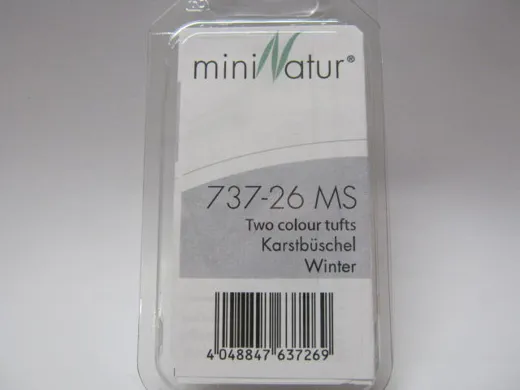 miniNatur®
737-26 MS
Two colour tufts
Karstbüschel
Winter
4 048847 637269